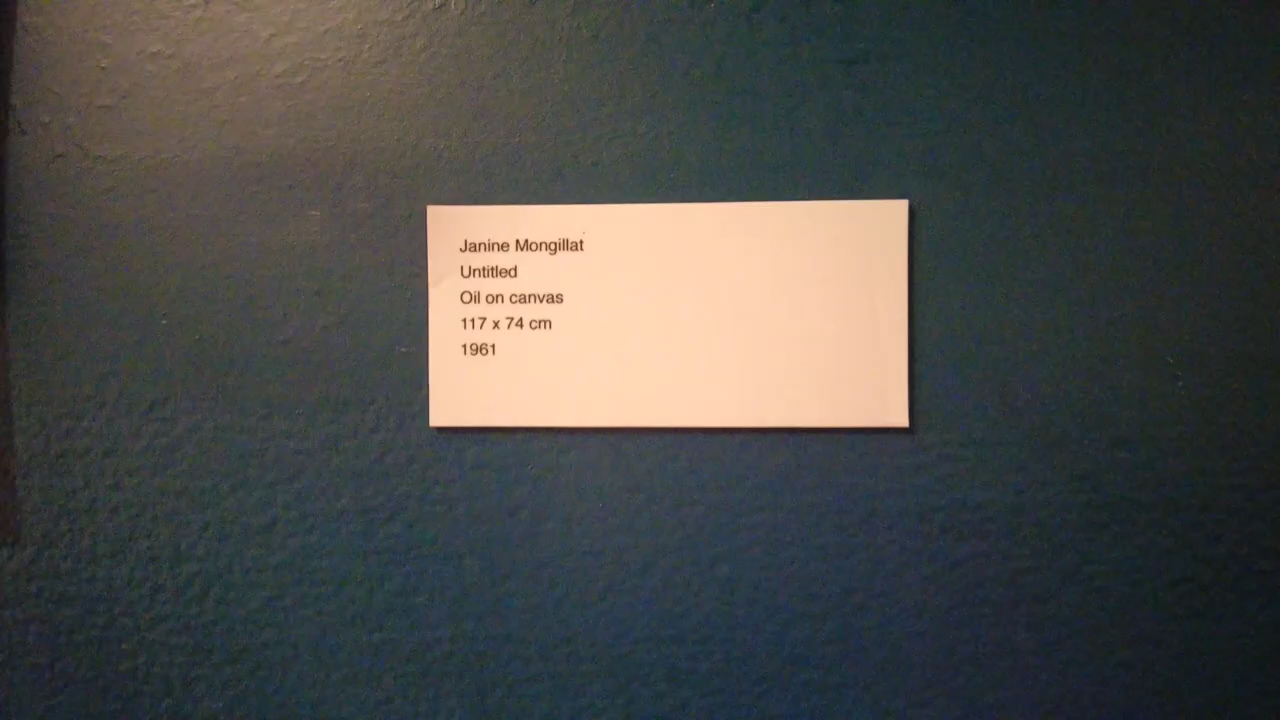 Janine Mongillat
Untitled
Oil on canvas
117 x 74 cm
1961